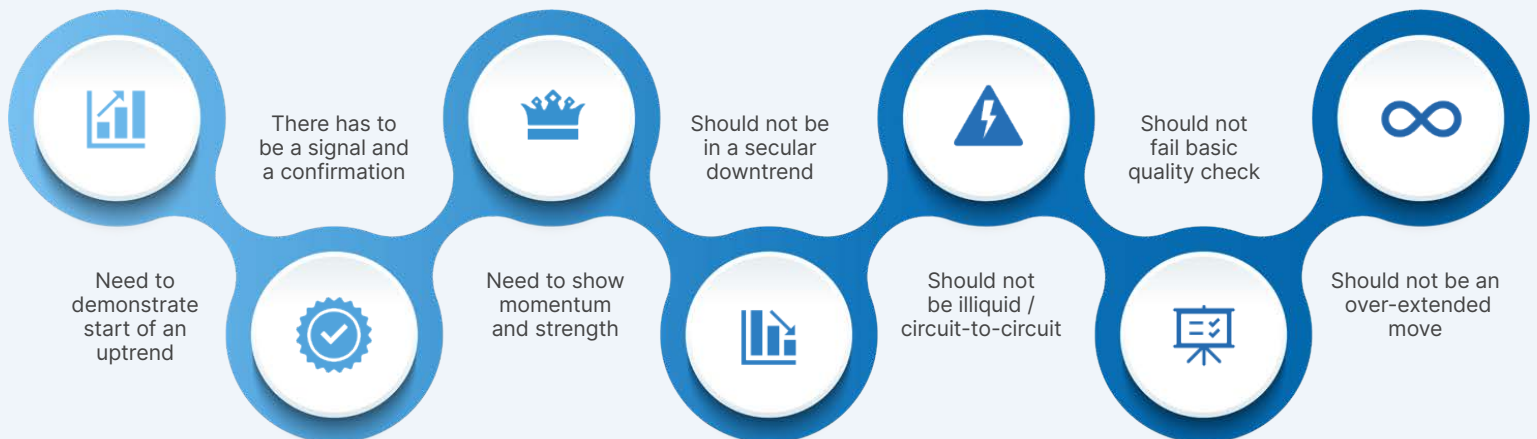 Need to
demonstrate
start of an
uptrend
There has to
be a signal and
a confirmation
Need to show
momentum
and strength
Should not be
in a secular
downtrend
Should not
be illiquid /
circuit-to-circuit
Should not
fail basic
quality check
Should not be an
over-extended
move